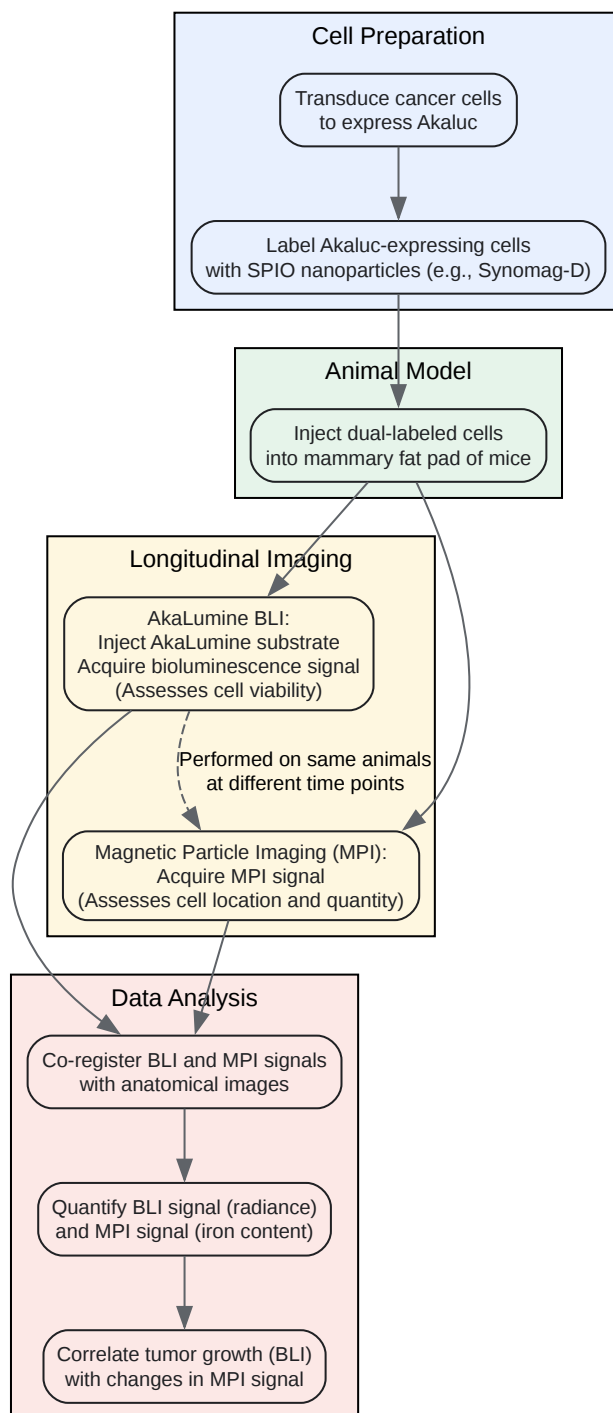 Cell Preparation
Transduce cancer cells
to express Akaluc
Label Akaluc-expressing cells
with SPIO nanoparticles (e.g., Synomag-D)
Animal Model
Inject dual-labeled cells
into mammary fat pad of mice
Longitudinal Imaging
AkaLumine BLI:
Inject AkaLumine substrate
Acquire bioluminescence signal
(Assesses cell viability)
Performed on same animals
at different time points
Magnetic Particle Imaging (MPI):
Acquire MPI signal
(Assesses cell location and quantity)
Data Analysis
Co-register BLI and MPI signals
with anatomical images
Quantify BLI signal (radiance)
and MPI signal (iron content)
Correlate tumor growth (BLI)
with changes in MPI signal